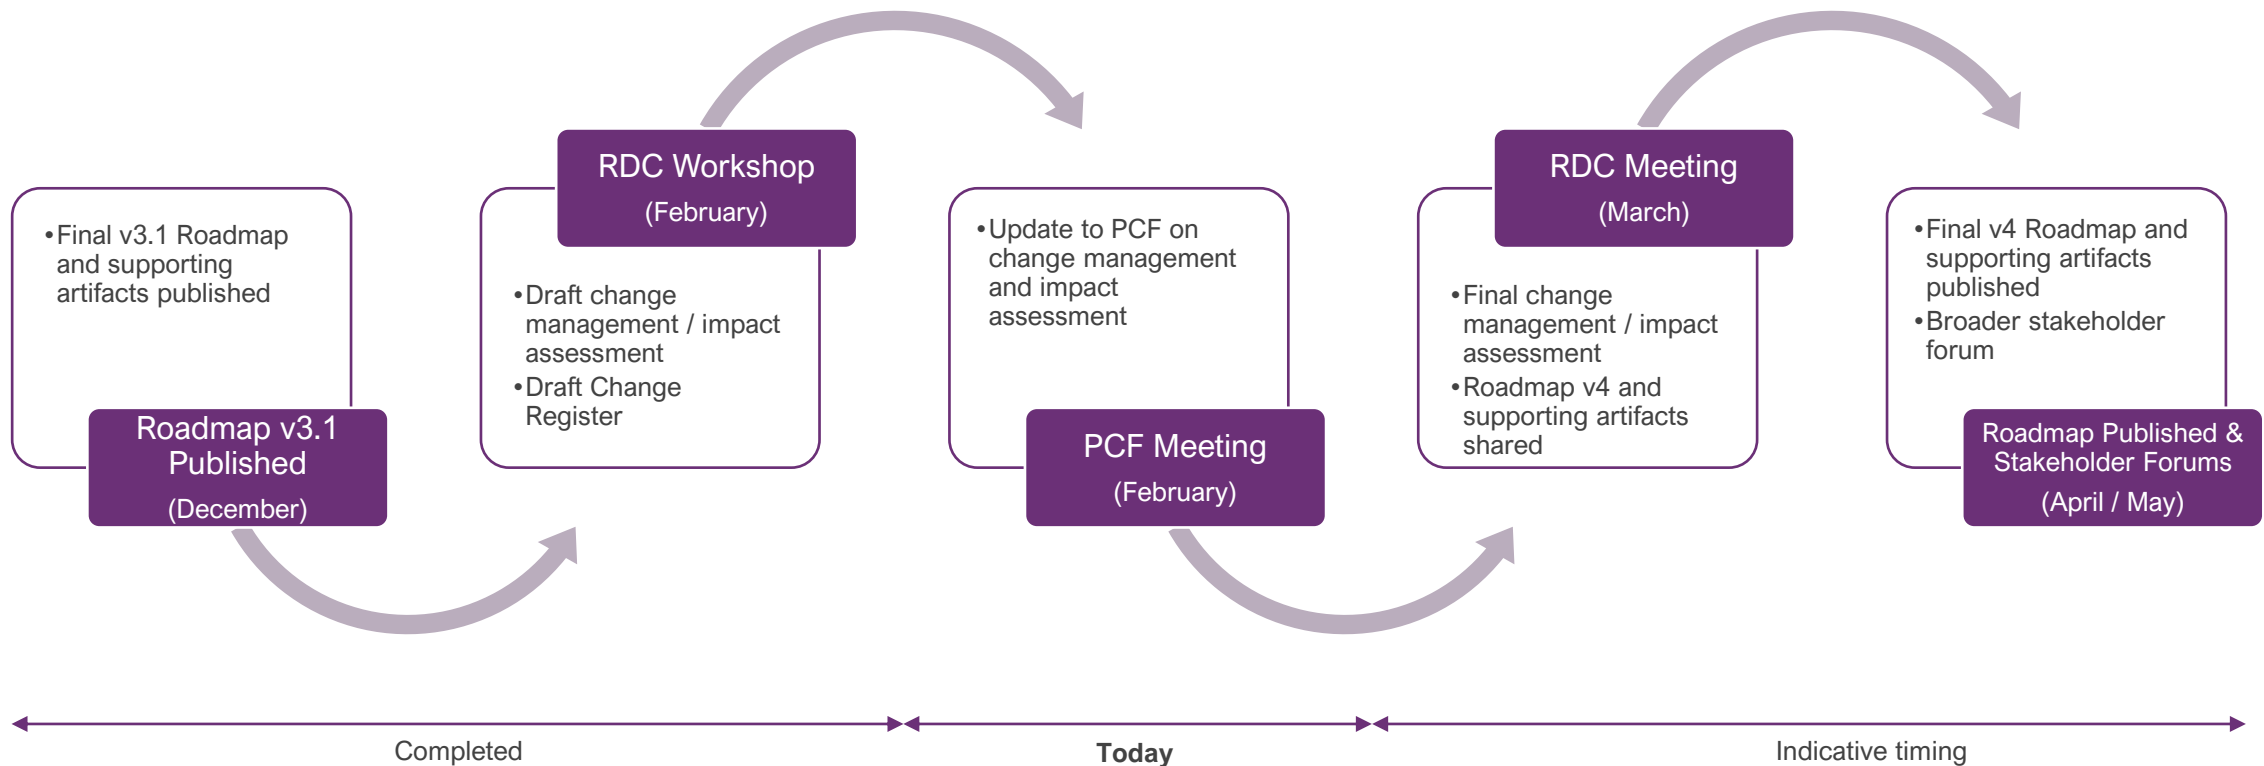 •Final v3.1 Roadmap
and supporting
artifacts published
Roadmap v3.1
Published
(December)
RDC Workshop
(February)
•Draft change
management / impact
assessment
•Draft Change
Register
•Update to PCF on
change management
and impact
assessment
PCF Meeting
(February)
RDC Meeting
(March)
•Final change
management / impact
assessment
•Roadmap v4 and
supporting artifacts
shared
•Final v4 Roadmap and
supporting artifacts
published
•Broader stakeholder
forum
Roadmap Published &
Stakeholder Forums
(April / May)
Completed
Today
Indicative timing